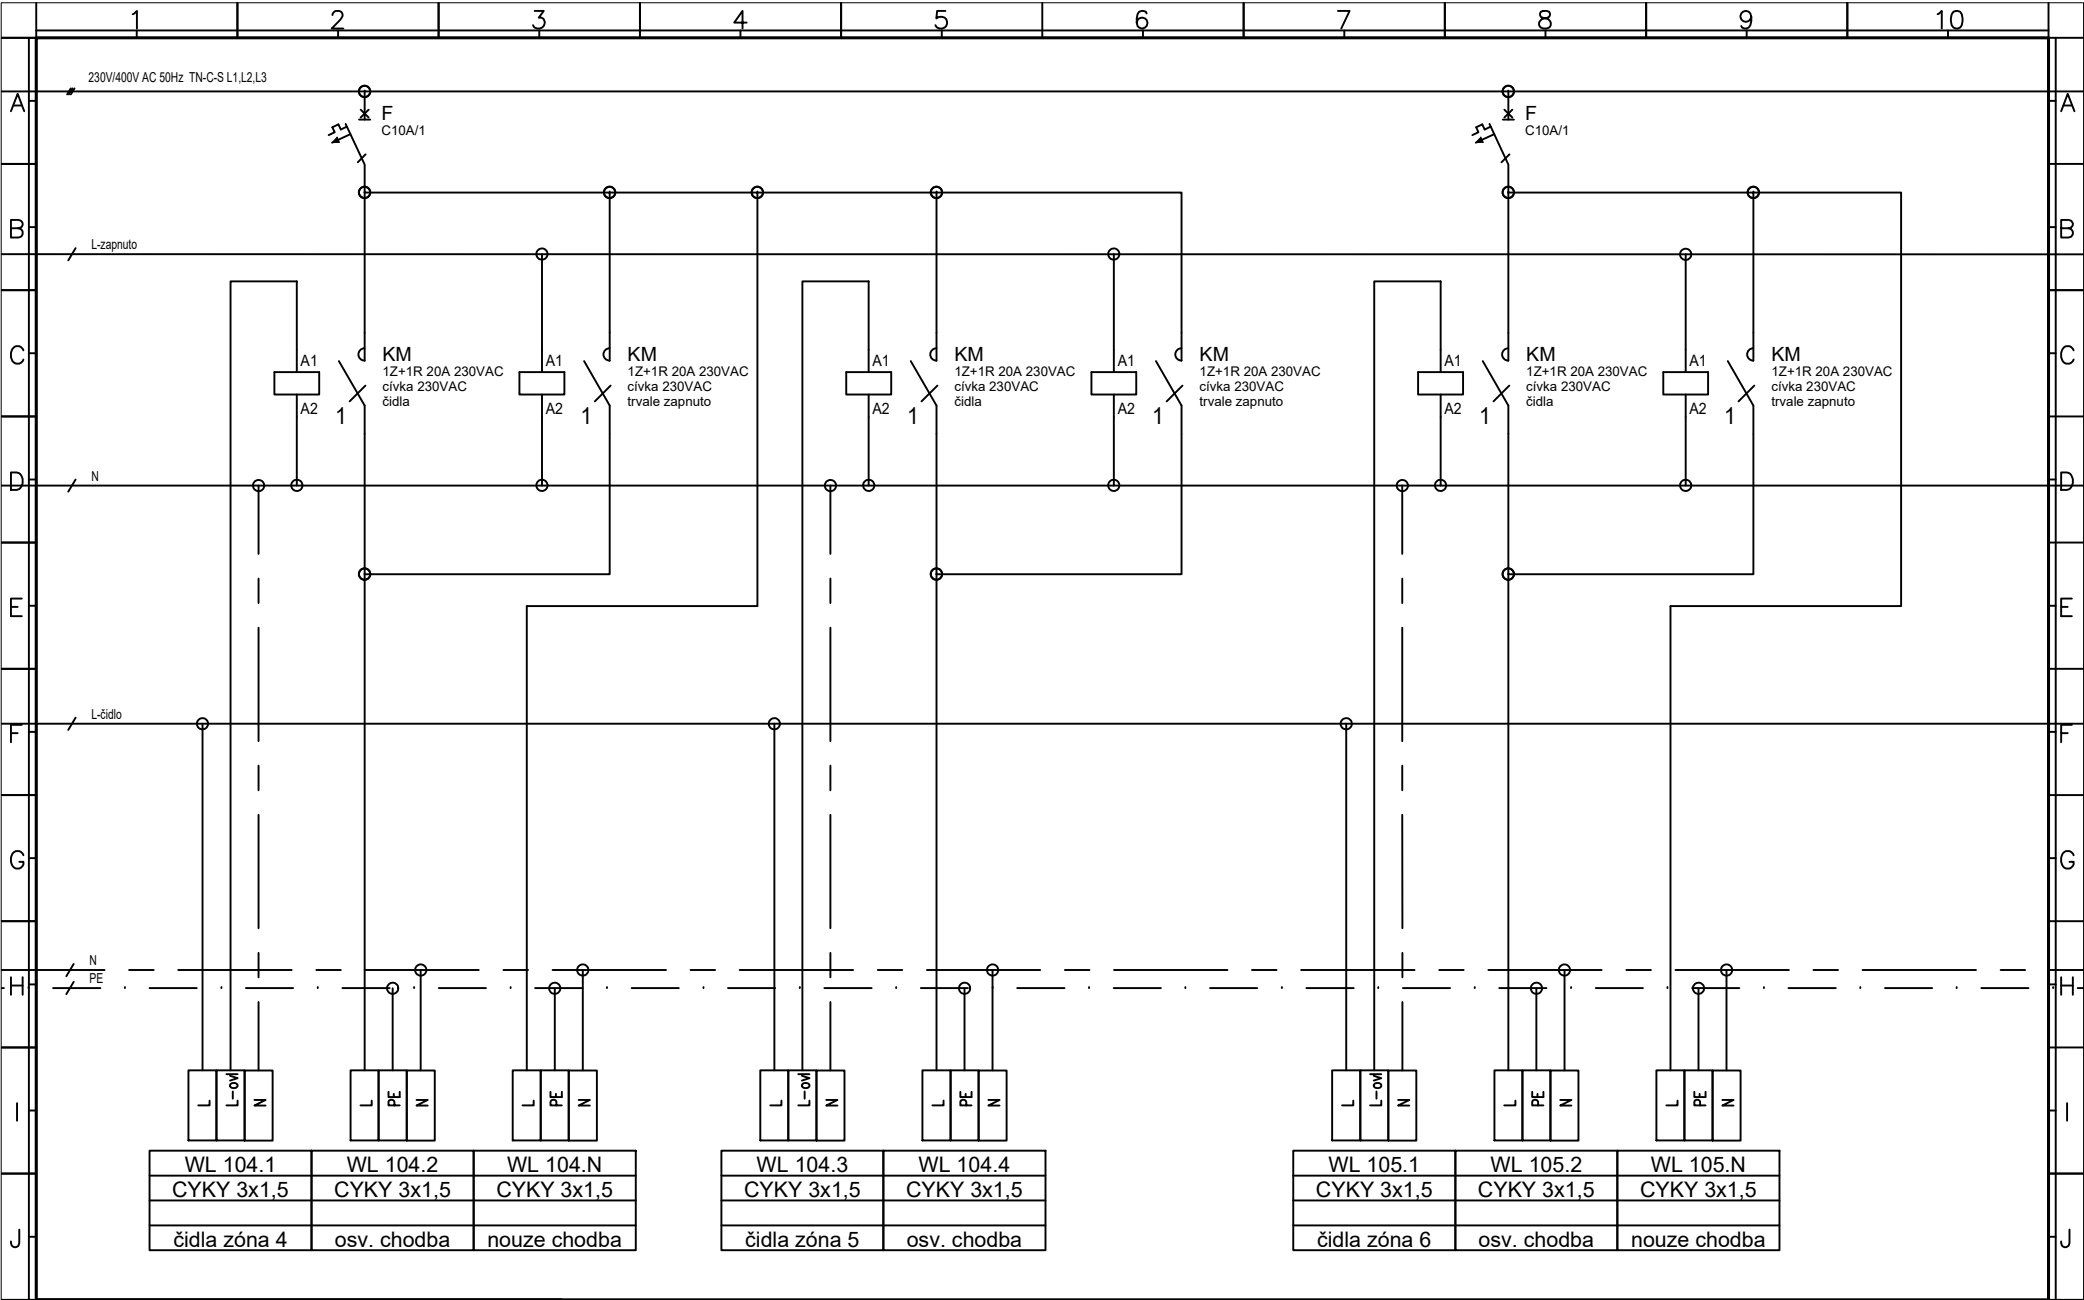 1 2 3 4 5 6 7 8 9 10
230V/400V AC 50Hz TN-C-S L1,L2,L3
A A
F F
C10A/1 C10A/1
B B
L-zapnuto
C C
A1 KM A1 KM A1 KM A1 KM A1 KM A1 KM
1Z+1R 20A 230VAC 1Z+1R 20A 230VAC 1Z+1R 20A 230VAC 1Z+1R 20A 230VAC 1Z+1R 20A 230VAC 1Z+1R 20A 230VAC
cívka 230VAC cívka 230VAC cívka 230VAC cívka 230VAC cívka 230VAC cívka 230VAC
čidla trvale zapnuto čidla trvale zapnuto čidla trvale zapnuto
A2 1 A2 1 A2 1 A2 1 A2 1 A2 1
N
D D
E E
L-čidlo
F F
G G
N
PE
H H
L L-ovl N L PE N L PE N L L-ovl N L PE N L L-ovl N L PE N L PE N
I I
WL 104.1 WL 104.2 WL 104.N WL 104.3 WL 104.4 WL 105.1 WL 105.2 WL 105.N
CYKY 3x1,5 CYKY 3x1,5 CYKY 3x1,5 CYKY 3x1,5 CYKY 3x1,5 CYKY 3x1,5 CYKY 3x1,5 CYKY 3x1,5
čidla zóna 4 osv. chodba nouze chodba čidla zóna 5 osv. chodba čidla zóna 6 osv. chodba nouze chodba
J J